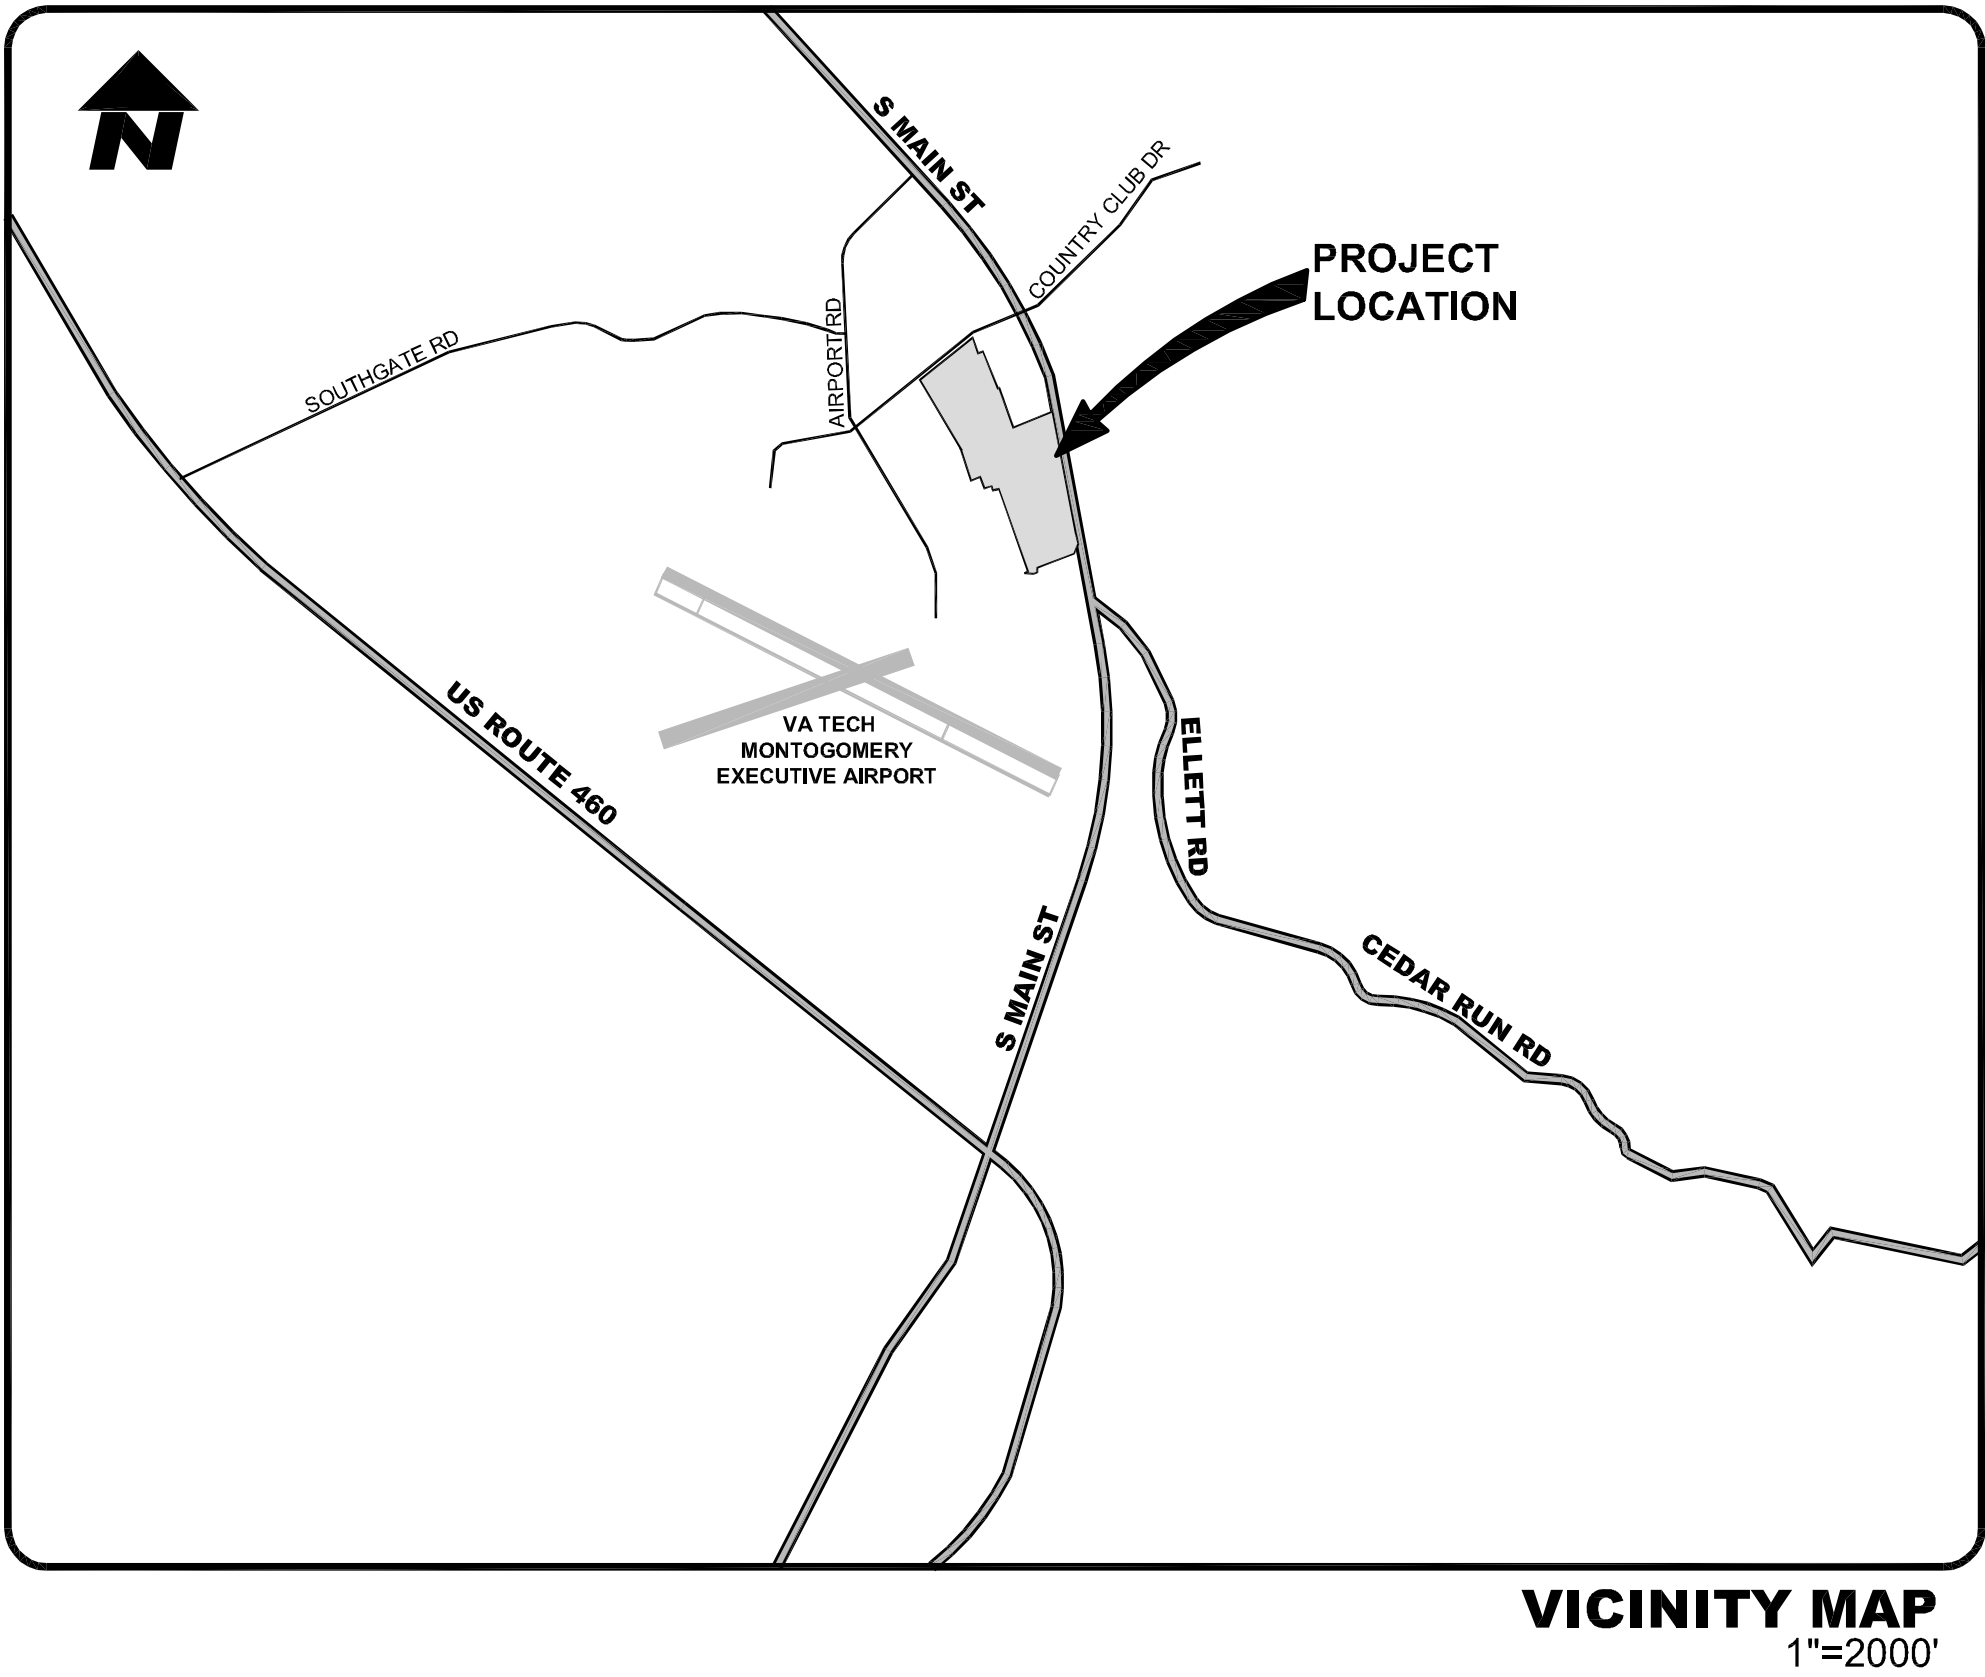 N
S MAIN ST
COUNTRY CLUB DR
PROJECT
LOCATION
SOUTHGATE RD
AIRPORT RD
US ROUTE 460
VA TECH
MONTOGOMERY
EXECUTIVE AIRPORT
ELLETT RD
S MAIN ST
CEDAR RUN RD
VICINITY MAP
1"=2000'